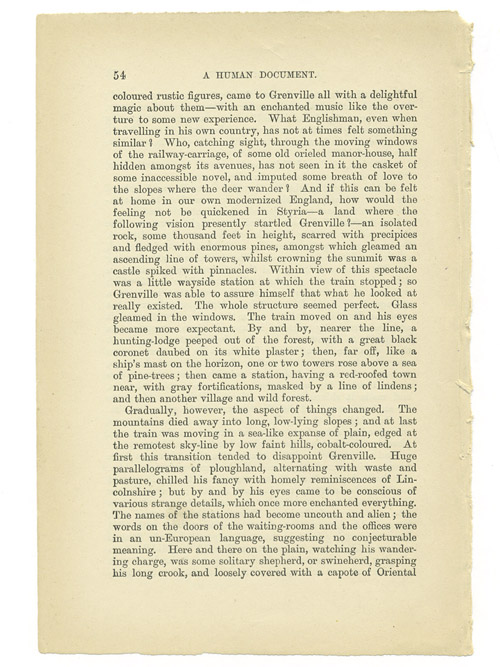 54 A HUMAN DOCUMENT.
coloured rustic figures, came to Grenville all with a delightful
magic about them—with an enchanted music like the over-
ture to some new experience. What Englishman, even when
travelling in his own country, has not at times felt something
similar? Who, catching sight, through the moving windows
of the railway-carriage, of some old orieled manor-house, half
hidden amongst its avenues, has not seen in it the casket of
some inaccessible novel, and imputed some breath of love to
the slopes where the deer wander? And if this can be felt
at home in our own modernized England, how would the
feeling not be quickened in Styria—a land where the
following vision presently startled Grenville?—an isolated
rock, some thousand feet in height, scarred with precipices
and fledged with enormous pines, amongst which gleamed an
ascending line of towers, whilst crowning the summit was a
castle spiked with pinnacles. Within view of this spectacle
was a little wayside station at which the train stopped; so
Grenville was able to assure himself that what he looked at
really existed. The whole structure seemed perfect. Glass
gleamed in the windows. The train moved on and his eyes
became more expectant. By and by, nearer the line, a
hunting-lodge peeped out of the forest, with a great black
coronet daubed on its white plaster; then, far off, like a
ship's mast on the horizon, one or two towers rose above a sea
of pine-trees; then came a station, having a red-roofed town
near, with gray fortifications, masked by a line of lindens;
and then another village and wild forest.
Gradually, however, the aspect of things changed. The
mountains died away into long, low-lying slopes; and at last
the train was moving in a sea-like expanse of plain, edged at
the remotest sky-line by low faint hills, cobalt-coloured. At
first this transition tended to disappoint Grenville. Huge
parallelograms of ploughland, alternating with waste and
pasture, chilled his fancy with homely reminiscences of Lin-
colnshire; but by and by his eyes came to be conscious of
various strange details, which once more enchanted everything.
The names of the stations had become uncouth and alien; the
words on the doors of the waiting-rooms and the offices were
in an un-European language, suggesting no conjecturable
meaning. Here and there on the plain, watching his wander-
ing charge, was some solitary shepherd, or swineherd, grasping
his long crook, and loosely covered with a capote of Oriental